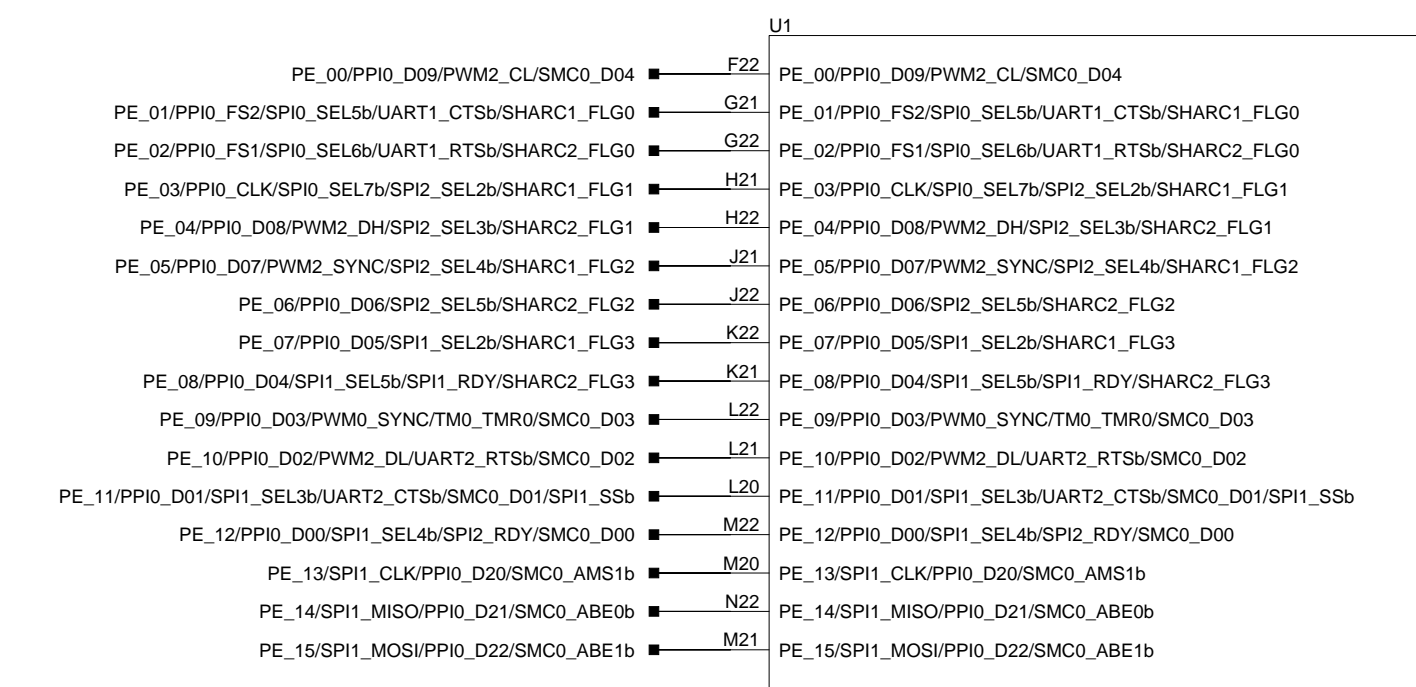 U1
PE_00/PPI0_D09/PWM2_CL/SMC0_D04 F22 PE_00/PPI0_D09/PWM2_CL/SMC0_D04
PE_01/PPI0_FS2/SPI0_SEL5b/UART1_CTSb/SHARC1_FLG0 G21 PE_01/PPI0_FS2/SPI0_SEL5b/UART1_CTSb/SHARC1_FLG0
PE_02/PPI0_FS1/SPI0_SEL6b/UART1_RTSb/SHARC2_FLG0 G22 PE_02/PPI0_FS1/SPI0_SEL6b/UART1_RTSb/SHARC2_FLG0
PE_03/PPI0_CLK/SPI0_SEL7b/SPI2_SEL2b/SHARC1_FLG1 H21 PE_03/PPI0_CLK/SPI0_SEL7b/SPI2_SEL2b/SHARC1_FLG1
PE_04/PPI0_D08/PWM2_DH/SPI2_SEL3b/SHARC2_FLG1 H22 PE_04/PPI0_D08/PWM2_DH/SPI2_SEL3b/SHARC2_FLG1
PE_05/PPI0_D07/PWM2_SYNC/SPI2_SEL4b/SHARC1_FLG2 J21 PE_05/PPI0_D07/PWM2_SYNC/SPI2_SEL4b/SHARC1_FLG2
PE_06/PPI0_D06/SPI2_SEL5b/SHARC2_FLG2 J22 PE_06/PPI0_D06/SPI2_SEL5b/SHARC2_FLG2
PE_07/PPI0_D05/SPI1_SEL2b/SHARC1_FLG3 K22 PE_07/PPI0_D05/SPI1_SEL2b/SHARC1_FLG3
PE_08/PPI0_D04/SPI1_SEL5b/SPI1_RDY/SHARC2_FLG3 K21 PE_08/PPI0_D04/SPI1_SEL5b/SPI1_RDY/SHARC2_FLG3
PE_09/PPI0_D03/PWM0_SYNC/TM0_TMR0/SMC0_D03 L22 PE_09/PPI0_D03/PWM0_SYNC/TM0_TMR0/SMC0_D03
PE_10/PPI0_D02/PWM2_DL/UART2_RTSb/SMC0_D02 L21 PE_10/PPI0_D02/PWM2_DL/UART2_RTSb/SMC0_D02
PE_11/PPI0_D01/SPI1_SEL3b/UART2_CTSb/SMC0_D01/SPI1_SSb L20 PE_11/PPI0_D01/SPI1_SEL3b/UART2_CTSb/SMC0_D01/SPI1_SSb
PE_12/PPI0_D00/SPI1_SEL4b/SPI2_RDY/SMC0_D00 M22 PE_12/PPI0_D00/SPI1_SEL4b/SPI2_RDY/SMC0_D00
PE_13/SPI1_CLK/PPI0_D20/SMC0_AMS1b M20 PE_13/SPI1_CLK/PPI0_D20/SMC0_AMS1b
PE_14/SPI1_MISO/PPI0_D21/SMC0_ABE0b N22 PE_14/SPI1_MISO/PPI0_D21/SMC0_ABE0b
PE_15/SPI1_MOSI/PPI0_D22/SMC0_ABE1b M21 PE_15/SPI1_MOSI/PPI0_D22/SMC0_ABE1b